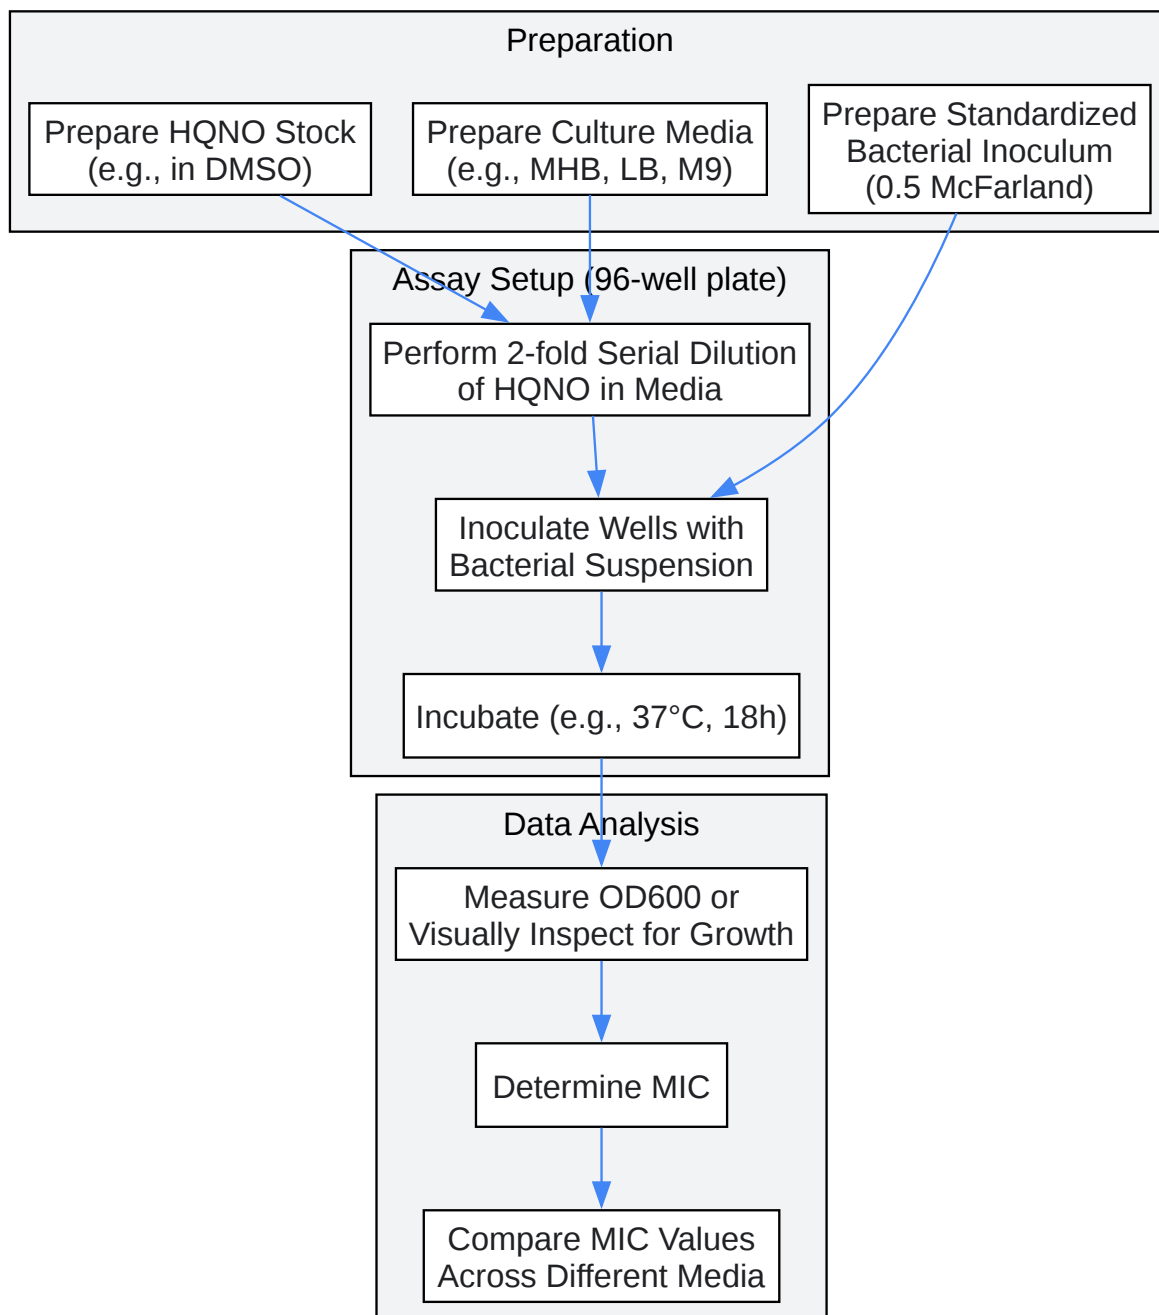 Preparation
Prepare HQNO Stock
(e.g., in DMSO)
Prepare Culture Media
(e.g., MHB, LB, M9)
Prepare Standardized
Bacterial Inoculum
(0.5 McFarland)
Assay Setup (96-well plate)
Perform 2-fold Serial Dilution
of HQNO in Media
Inoculate Wells with
Bacterial Suspension
Incubate (e.g., 37°C, 18h)
Data Analysis
Measure OD600 or
Visually Inspect for Growth
Determine MIC
Compare MIC Values
Across Different Media